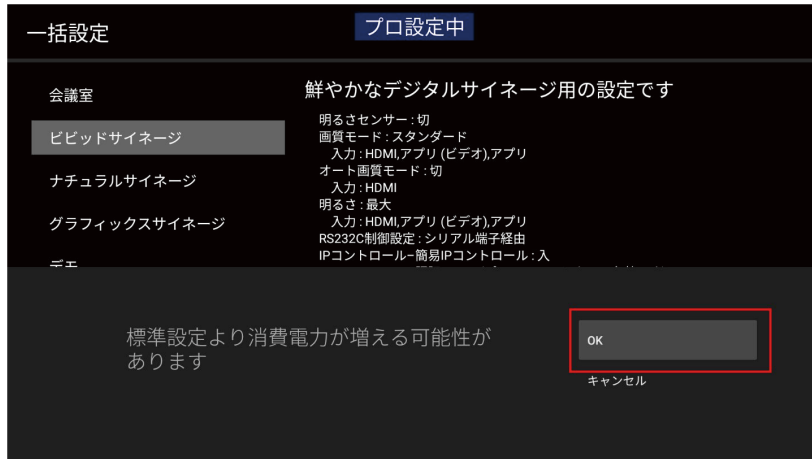 一括設定
プロ設定中
会議室
ビビッドサイネージ
ナチュラルサイネージ
グラフィックスサイネージ
デモ
鮮やかなデジタルサイネージ用の設定です
明るさセンサー : 切
画質モード : スタンダード
入力 : HDMI,アプリ (ビデオ),アプリ
オート画質モード : 切
入力 : HDMI
明るさ : 最大
入力 : HDMI,アプリ (ビデオ),アプリ
RS232C制御設定 : シリアル端子経由
IPコントロール–簡易IPコントロール : 入
標準設定より消費電力が増える可能性が
あります
OK
キャンセル